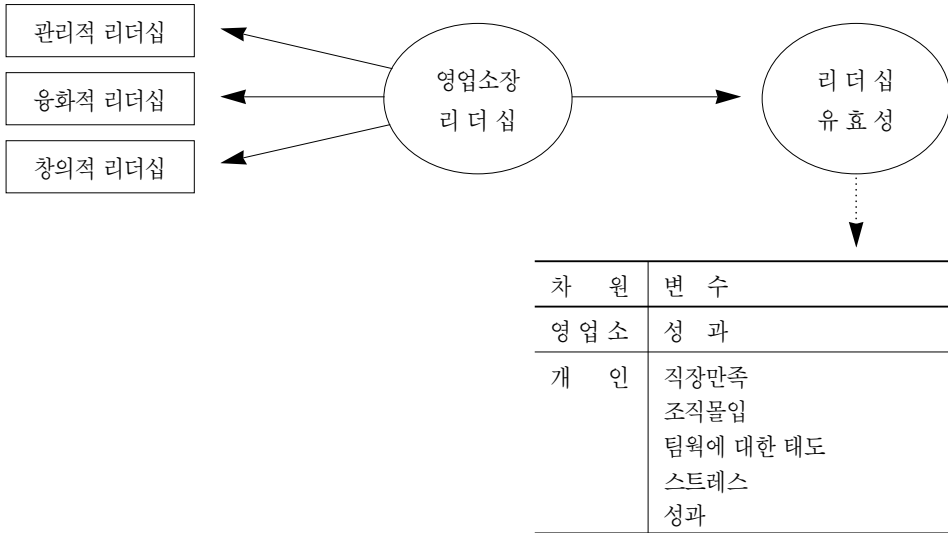 관리적 리더십
융화적 리더십
창의적 리더십
영업소장
리 더 십
리 더 십
유 효 성
차 원 변 수
영 업 소 성 과
개 인 직장만족
조직몰입
팀웍에 대한 태도
스트레스
성과